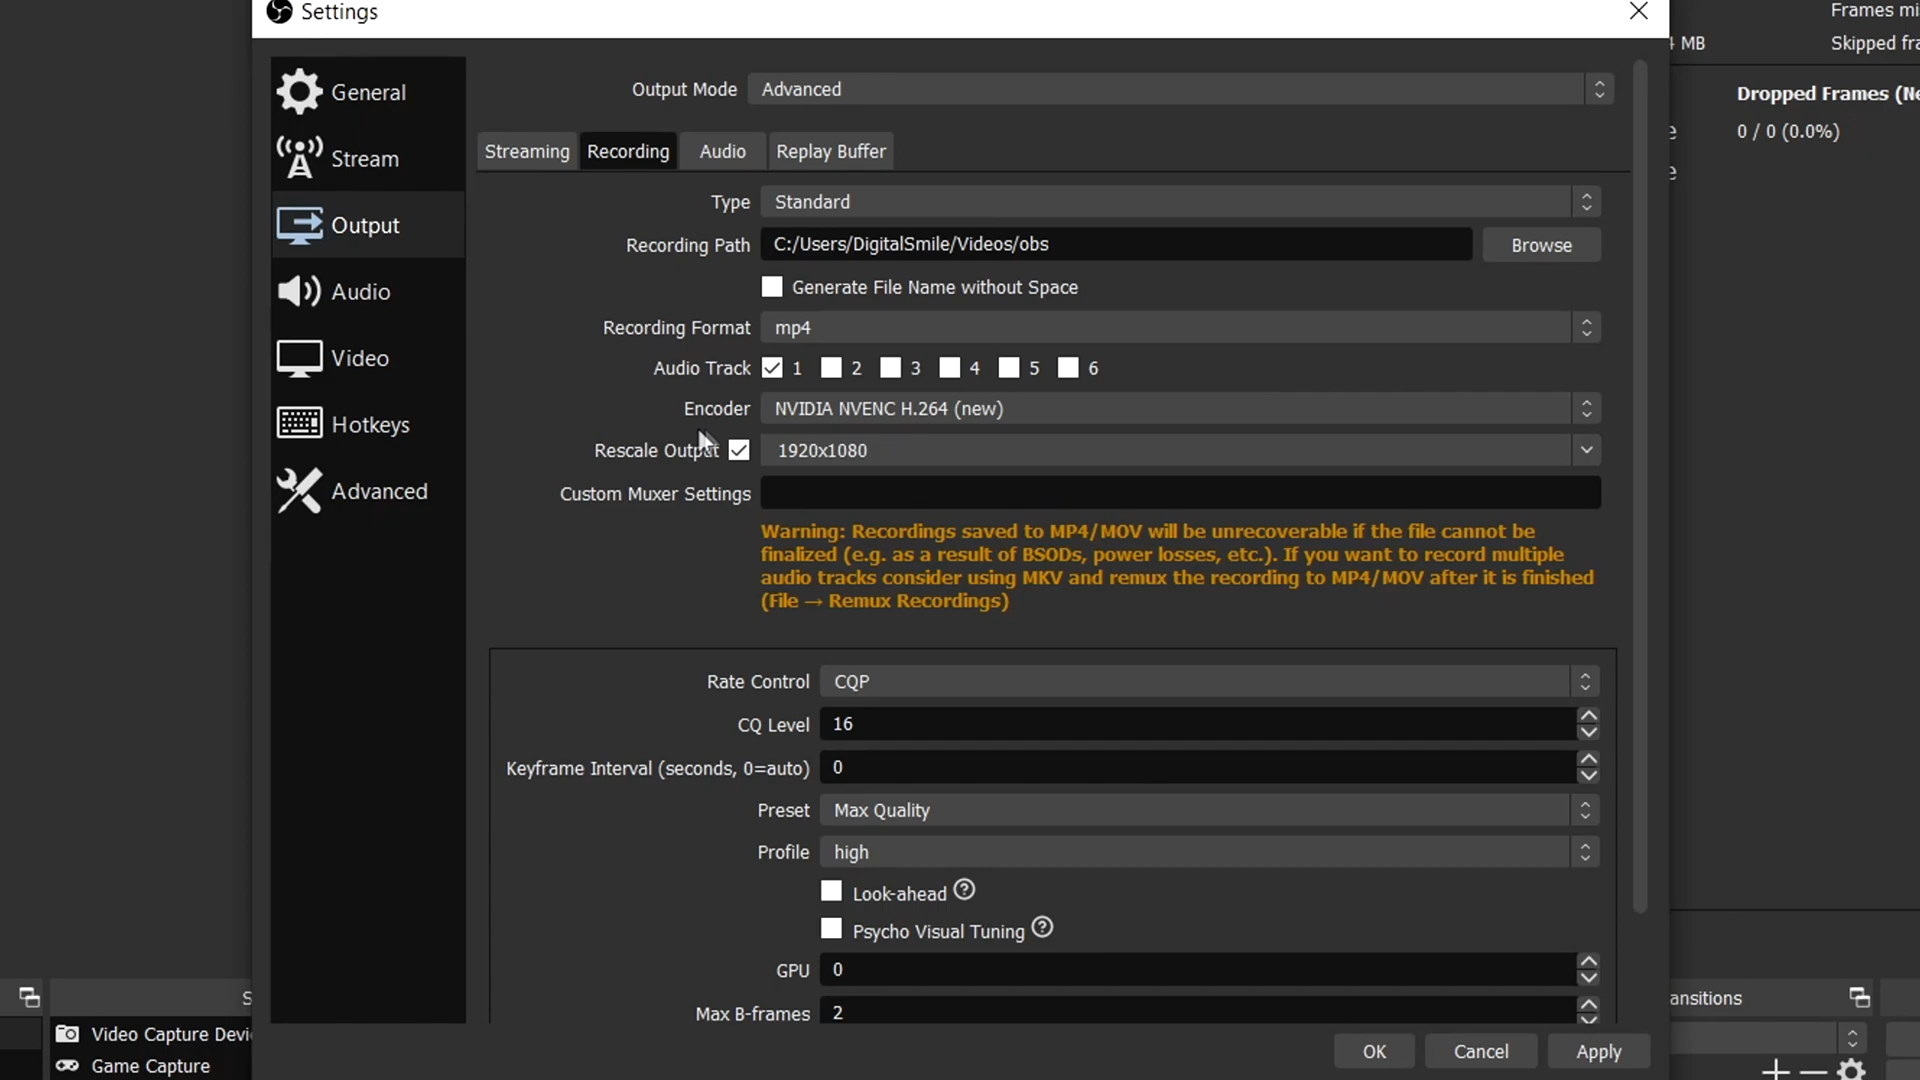 Settings
General
Stream
Output
Audio
Video
Hotkeys
Advanced
Output Mode Advanced
Streaming Recording Audio Replay Buffer
Type Standard
Recording Path C:/Users/DigitalSmile/Videos/obs Browse
Generate File Name without Space
Recording Format mp4
Audio Track 1 2 3 4 5 6
Encoder NVIDIA NVENC H.264 (new)
Rescale Output 1920x1080
Custom Muxer Settings
Warning: Recordings saved to MP4/MOV will be unrecoverable if the file cannot be
finalized (e.g. as a result of BSODs, power losses, etc.). If you want to record multiple
audio tracks consider using MKV and remux the recording to MP4/MOV after it is finished
(File → Remux Recordings)
Rate Control CQP
CQ Level 16
Keyframe Interval (seconds, 0=auto) 0
Preset Max Quality
Profile high
Look-ahead
Psycho Visual Tuning
GPU 0
Max B-frames 2
OK Cancel Apply
Frames mi
MB Skipped fra
Dropped Frames (Ne
e 0 / 0 (0.0%)
e
S
Video Capture Devi
Game Capture
ansitions